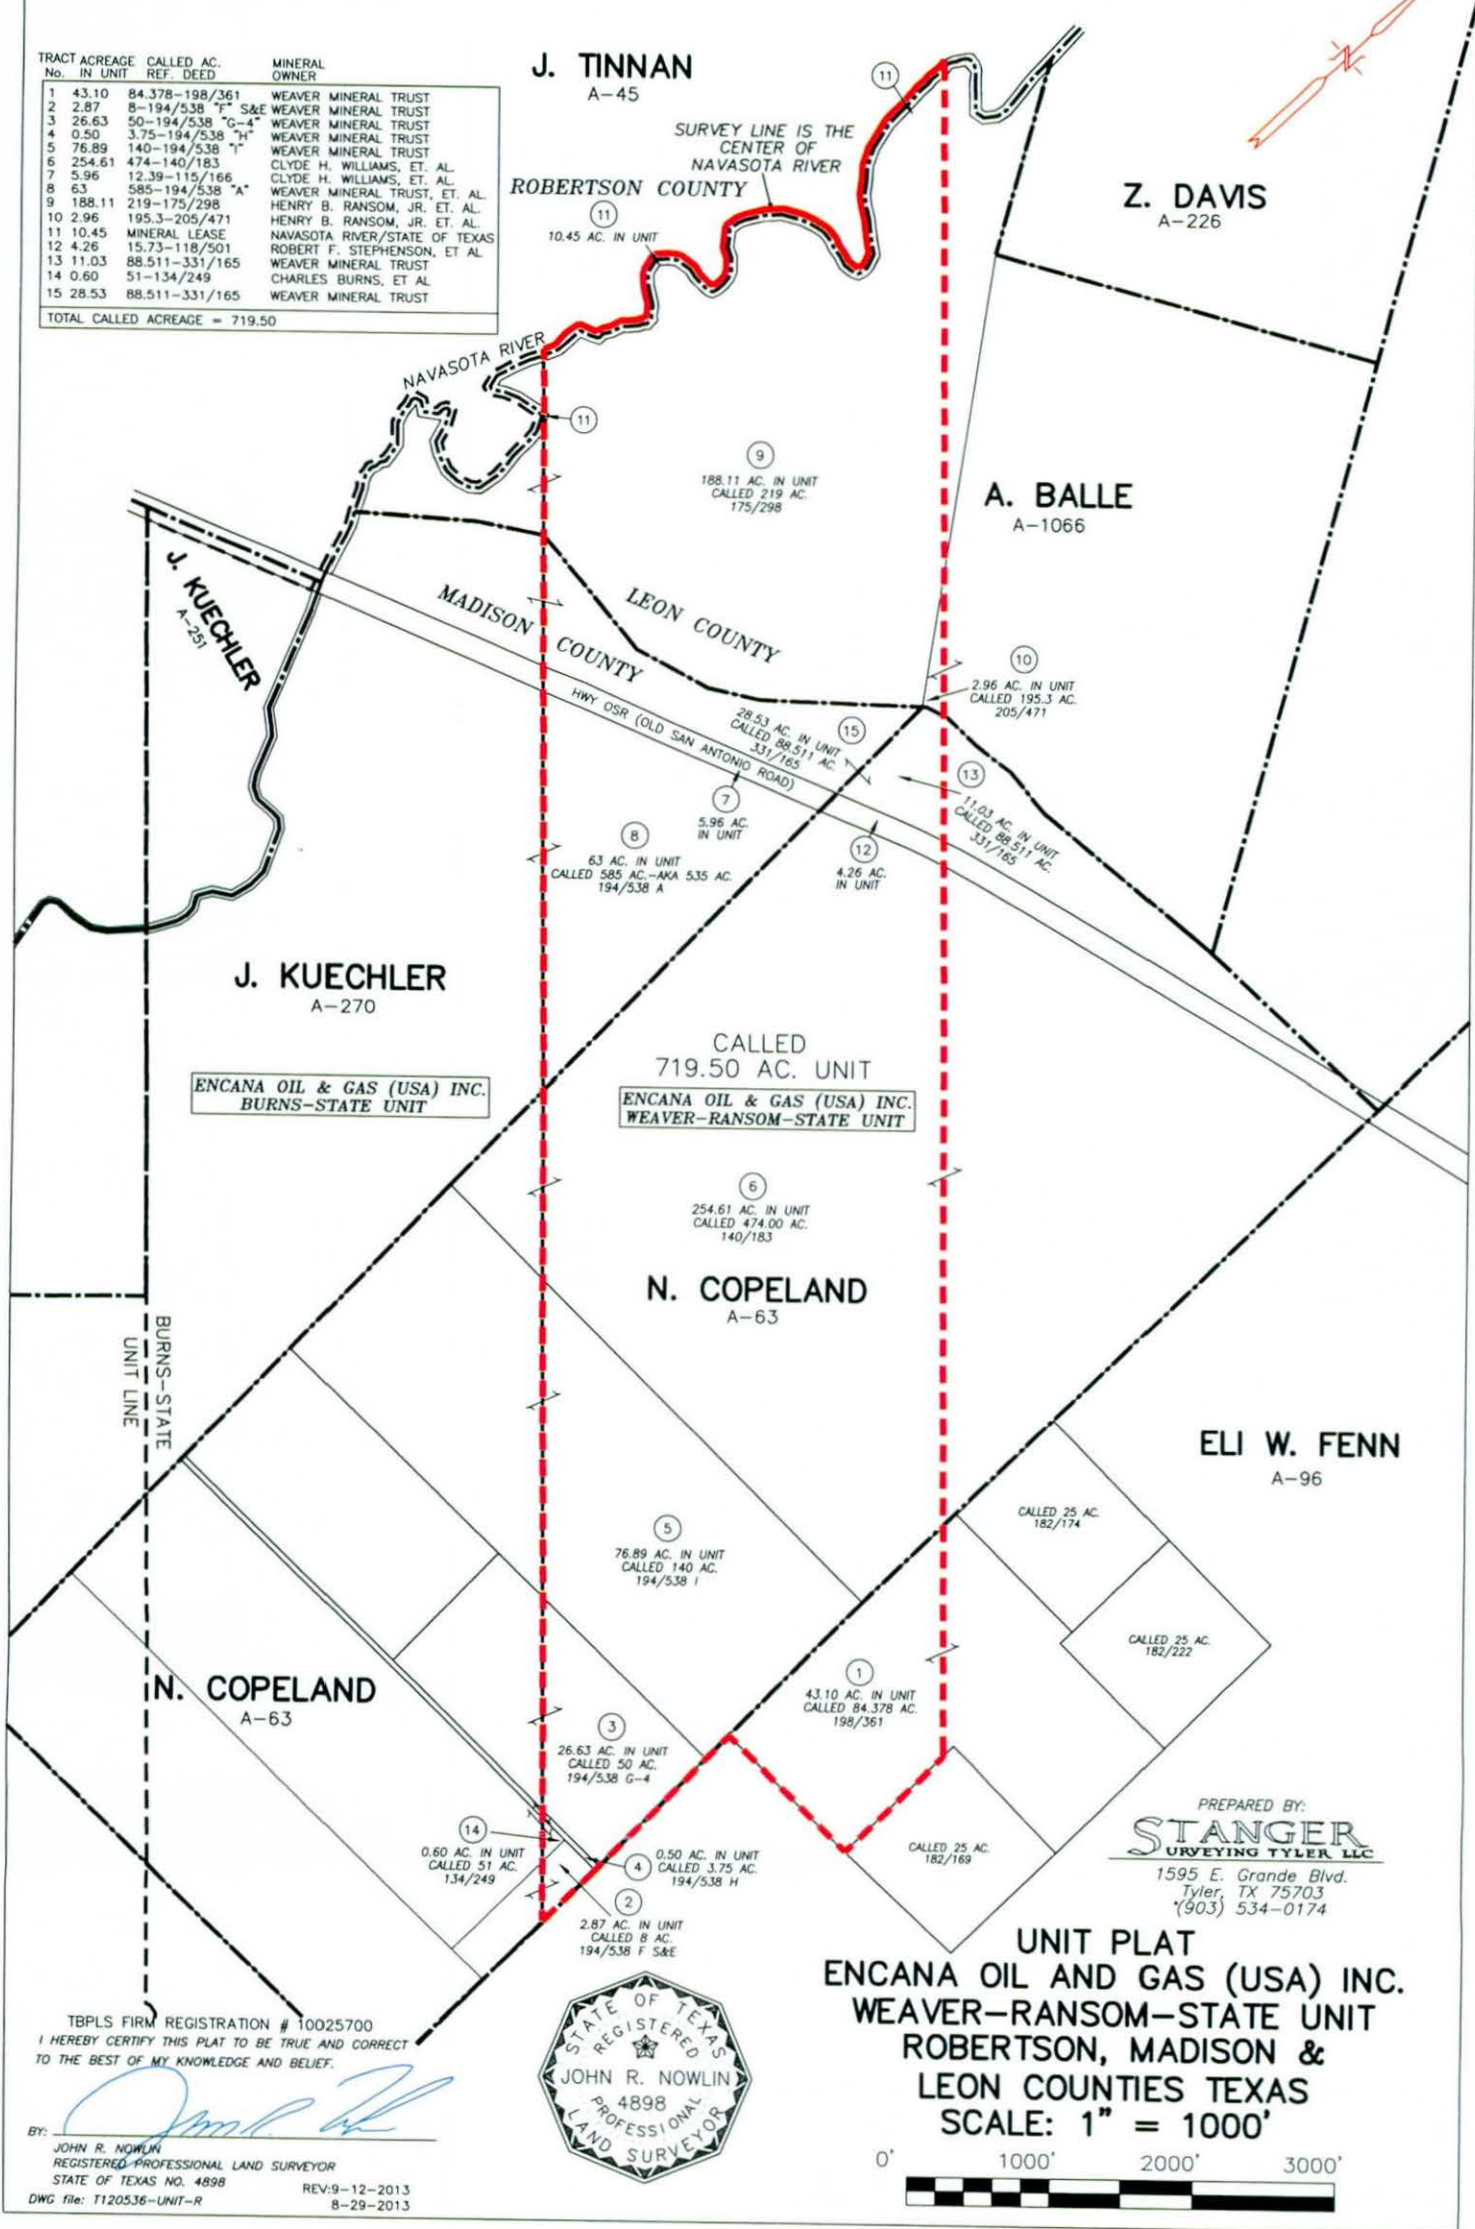 TRACT ACREAGE CALLED AC. MINERAL
No. IN UNIT REF. DEED OWNER
1 43.10 84.378-198/361 WEAVER MINERAL TRUST
2 2.87 8-194/538 "F" S&E WEAVER MINERAL TRUST
3 26.63 50-194/538 "G-4" WEAVER MINERAL TRUST
4 0.50 3.75-194/538 "H" WEAVER MINERAL TRUST
5 76.89 140-194/538 "I" WEAVER MINERAL TRUST
6 254.61 474-140/183 CLYDE H. WILLIAMS, ET. AL.
7 5.96 12.39-115/166 CLYDE H. WILLIAMS, ET. AL.
8 63 585-194/538 "A" WEAVER MINERAL TRUST, ET. AL.
9 188.11 219-175/298 HENRY B. RANSOM, JR. ET. AL.
10 2.96 195.3-205/471 HENRY B. RANSOM, JR. ET. AL.
11 10.45 MINERAL LEASE NAVASOTA RIVER/STATE OF TEXAS
12 4.26 15.73-118/501 ROBERT F. STEPHENSON, ET AL
13 11.03 88.511-331/165 WEAVER MINERAL TRUST
14 0.60 51-134/249 CHARLES BURNS, ET AL
15 28.53 88.511-331/165 WEAVER MINERAL TRUST
TOTAL CALLED ACREAGE = 719.50
J. TINNAN
A-45
11
SURVEY LINE IS THE
CENTER OF
NAVASOTA RIVER
ROBERTSON COUNTY
11
10.45 AC. IN UNIT
Z. DAVIS
A-226
NAVASOTA RIVER
11
9
188.11 AC. IN UNIT
CALLED 219 AC.
175/298
A. BALLE
A-1066
J. KUECHLER
A-251
MADISON COUNTY
LEON COUNTY
HWY OSR (OLD SAN ANTONIO ROAD)
10
2.96 AC. IN UNIT
CALLED 195.3 AC.
205/471
15
28.53 AC. IN UNIT
CALLED 88.511 AC.
331/165
13
11.03 AC. IN UNIT
CALLED 88.511 AC.
331/165
7
5.96 AC.
IN UNIT
8
63 AC. IN UNIT
CALLED 585 AC.-AKA 535 AC.
194/538 A
12
4.26 AC.
IN UNIT
J. KUECHLER
A-270
CALLED
719.50 AC. UNIT
ENCANA OIL & GAS (USA) INC.
BURNS-STATE UNIT
ENCANA OIL & GAS (USA) INC.
WEAVER-RANSOM-STATE UNIT
6
254.61 AC. IN UNIT
CALLED 474.00 AC.
140/183
N. COPELAND
A-63
BURNS-STATE
UNIT LINE
ELI W. FENN
A-96
CALLED 25 AC.
182/174
5
76.89 AC. IN UNIT
CALLED 140 AC.
194/538 I
CALLED 25 AC.
182/222
N. COPELAND
A-63
1
43.10 AC. IN UNIT
CALLED 84.378 AC.
198/361
3
26.63 AC. IN UNIT
CALLED 50 AC.
194/538 G-4
14
0.60 AC. IN UNIT
CALLED 51 AC.
134/249
4
0.50 AC. IN UNIT
CALLED 3.75 AC.
194/538 H
CALLED 25 AC.
182/169
2
2.87 AC. IN UNIT
CALLED 8 AC.
194/538 F S&E
PREPARED BY:
STANGER
SURVEYING TYLER LLC
1595 E. Grande Blvd.
Tyler, TX 75703
(903) 534-0174
UNIT PLAT
ENCANA OIL AND GAS (USA) INC.
WEAVER-RANSOM-STATE UNIT
ROBERTSON, MADISON &
LEON COUNTIES TEXAS
SCALE: 1" = 1000'
0' 1000' 2000' 3000'
STATE OF TEXAS
REGISTERED
JOHN R. NOWLIN
4898
PROFESSIONAL
LAND SURVEYOR
TBPLS FIRM REGISTRATION # 10025700
I HEREBY CERTIFY THIS PLAT TO BE TRUE AND CORRECT
TO THE BEST OF MY KNOWLEDGE AND BELIEF.
BY:
JOHN R. NOWLIN
REGISTERED PROFESSIONAL LAND SURVEYOR
STATE OF TEXAS NO. 4898
REV:9-12-2013
DWG file: T120536-UNIT-R 8-29-2013